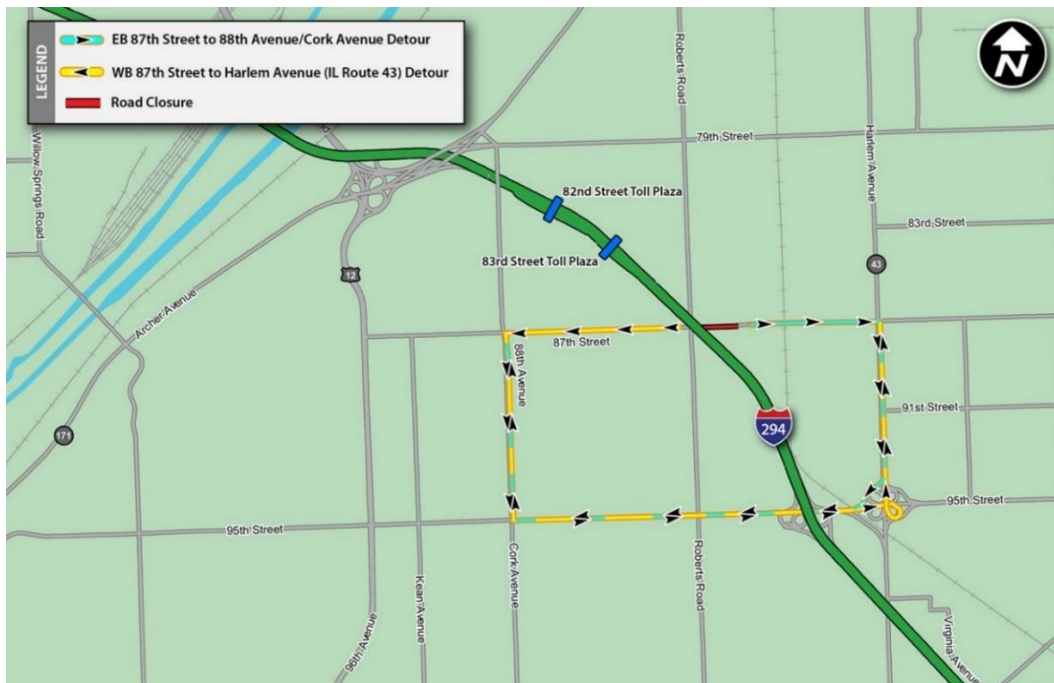 LEGEND
EB 87th Street to 88th Avenue/Cork Avenue Detour
WB 87th Street to Harlem Avenue (IL Route 43) Detour
Road Closure
N
Willow Springs Road
Roberts Road
79th Street
Harlem Avenue
82nd Street Toll Plaza
83rd Street
83rd Street Toll Plaza
43
12
Archer Avenue
87th Street
88th Avenue
91st Street
294
171
95th Street
95th Street
Cork Avenue
Kean Avenue
96th Avenue
Roberts Road
Virginia Avenue